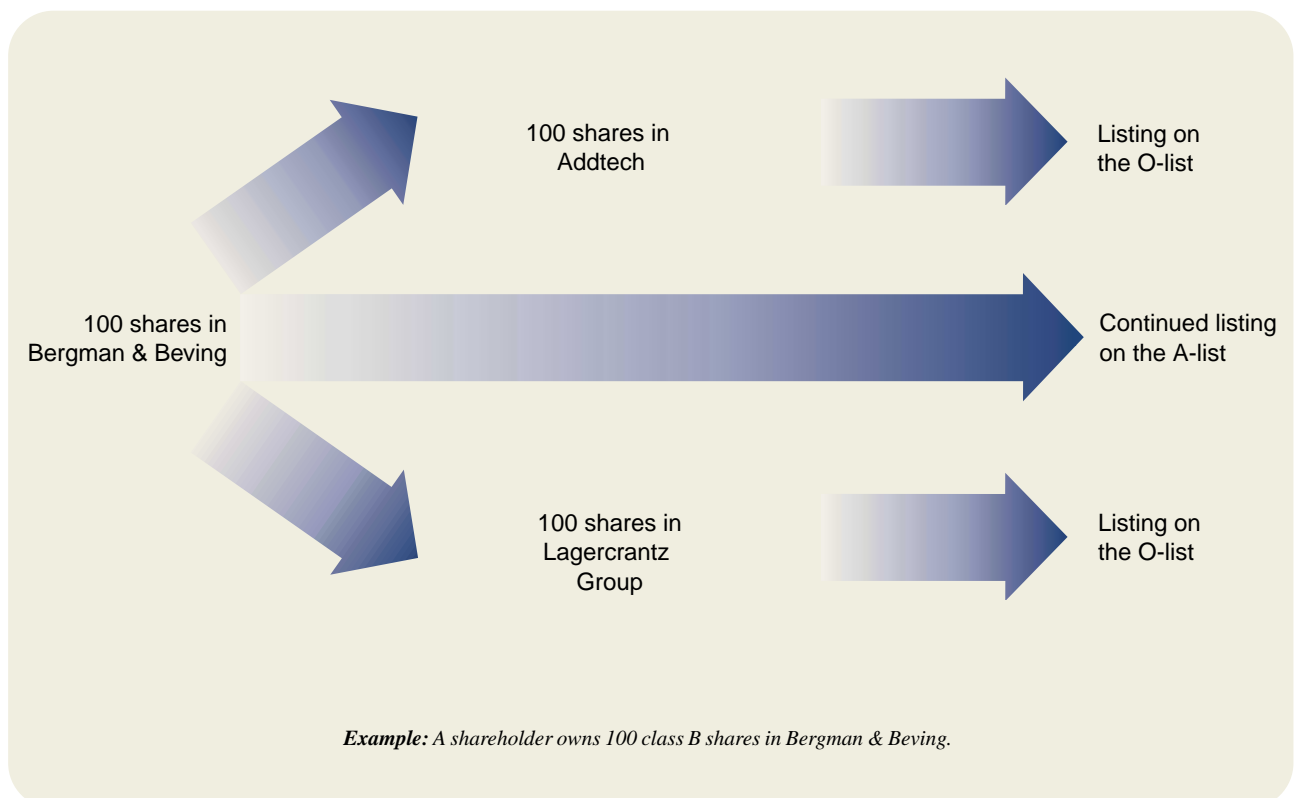 100 shares in
Addtech
Listing on
the O-list
100 shares in
Bergman & Beving
Continued listing
on the A-list
100 shares in
Lagercrantz
Group
Listing on
the O-list
Example: A shareholder owns 100 class B shares in Bergman & Beving.